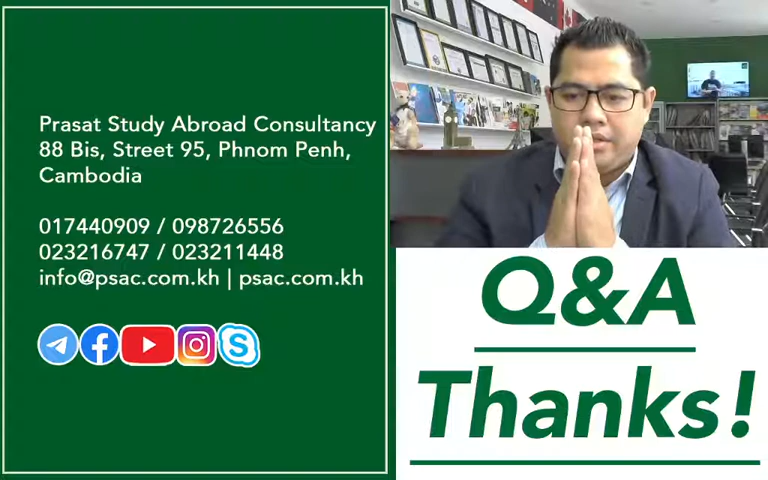 Prasat Study Abroad Consultancy
88 Bis, Street 95, Phnom Penh,
Cambodia
017440909 / 098726556
023216747 / 023211448
info@psac.com.kh | psac.com.kh
Q&A
Thanks!